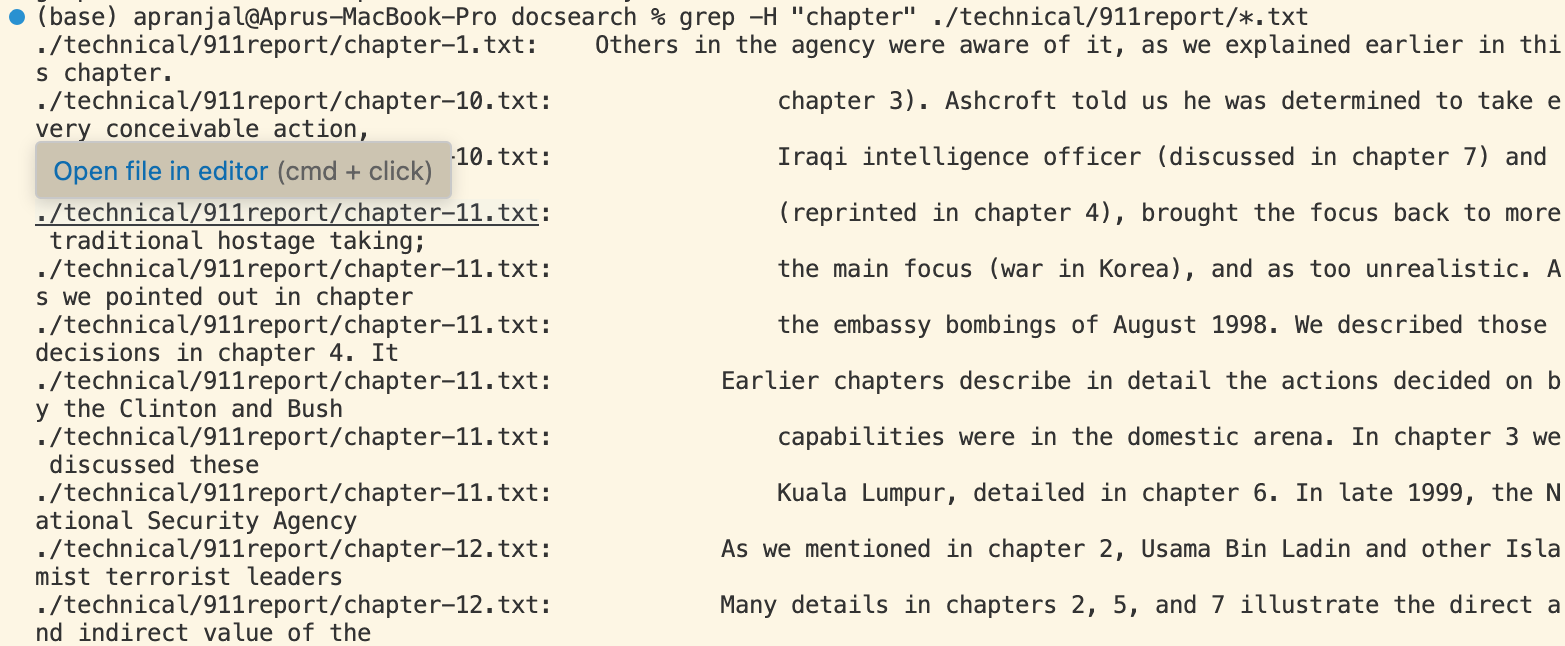 (base) apranjal@Aprus-MacBook-Pro docsearch % grep -H "chapter" ./technical/911report/*.txt
./technical/911report/chapter-1.txt:    Others in the agency were aware of it, as we explained earlier in thi
s chapter.
./technical/911report/chapter-10.txt:                chapter 3). Ashcroft told us he was determined to take e
very conceivable action,
-10.txt:                Iraqi intelligence officer (discussed in chapter 7) and
Open file in editor (cmd + click)
./technical/911report/chapter-11.txt:                (reprinted in chapter 4), brought the focus back to more
 traditional hostage taking;
./technical/911report/chapter-11.txt:                the main focus (war in Korea), and as too unrealistic. A
s we pointed out in chapter
./technical/911report/chapter-11.txt:                the embassy bombings of August 1998. We described those
decisions in chapter 4. It
./technical/911report/chapter-11.txt:            Earlier chapters describe in detail the actions decided on b
y the Clinton and Bush
./technical/911report/chapter-11.txt:                capabilities were in the domestic arena. In chapter 3 we
 discussed these
./technical/911report/chapter-11.txt:                Kuala Lumpur, detailed in chapter 6. In late 1999, the N
ational Security Agency
./technical/911report/chapter-12.txt:            As we mentioned in chapter 2, Usama Bin Ladin and other Isla
mist terrorist leaders
./technical/911report/chapter-12.txt:            Many details in chapters 2, 5, and 7 illustrate the direct a
nd indirect value of the